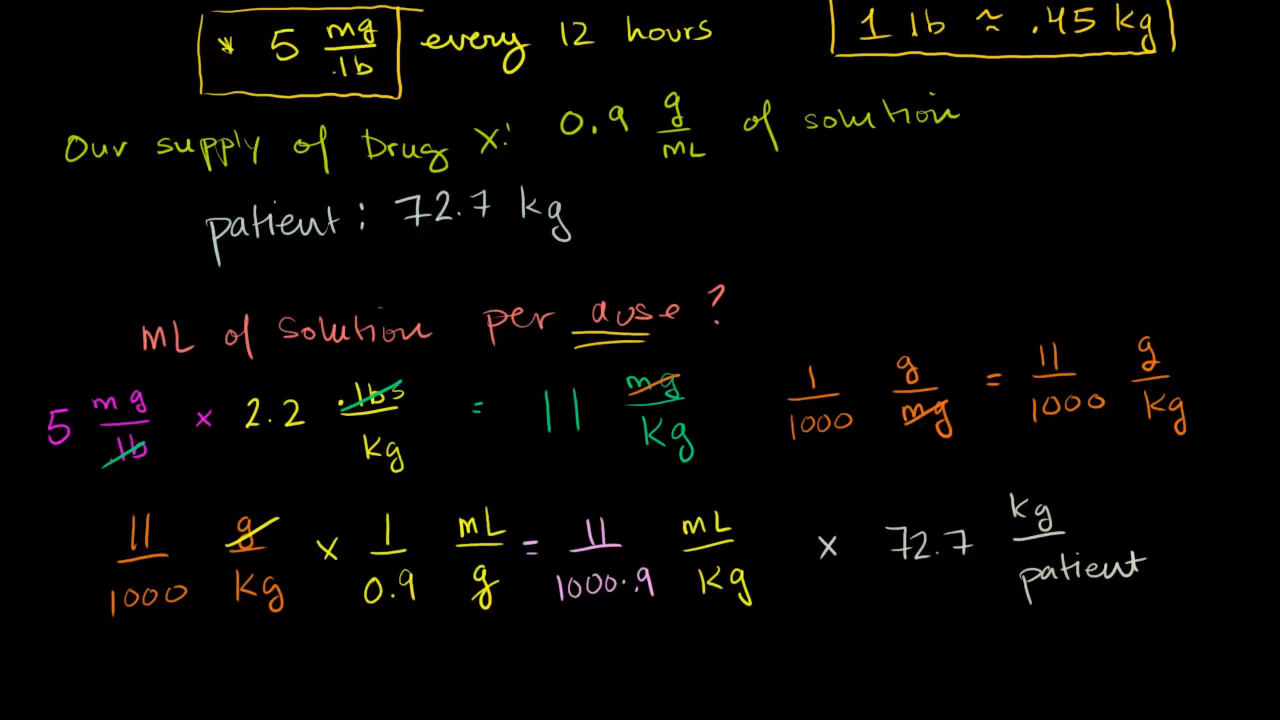 * 5 mg/.lb every 12 hours
1 lb ≈ .45 kg
Our supply of Drug X: 0.9 g/mL of solution
patient: 72.7 kg
mL of solution per dose?
5 mg/.lb × 2.2 .lbs/kg = 11 mg/kg 1/1000 g/mg = 11/1000 g/kg
11/1000 g/kg × 1/0.9 mL/g = 11/1000·.9 mL/kg × 72.7 kg/patient